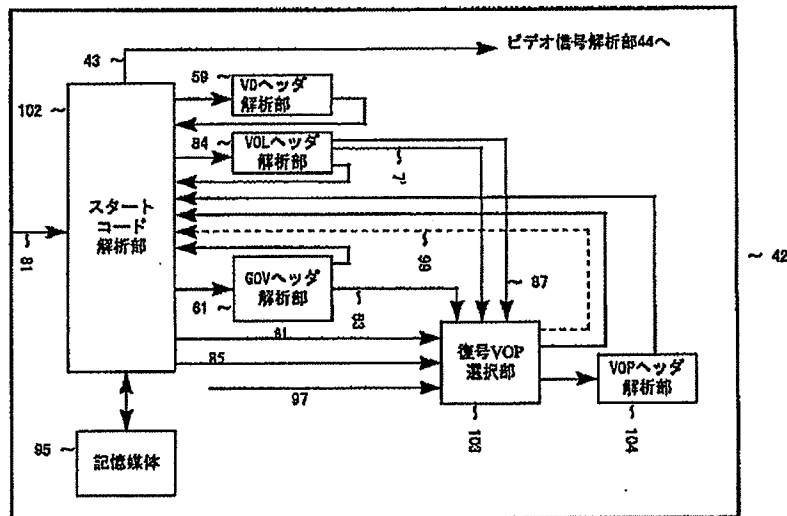 43
ビデオ信号解析部44へ
59
VDヘッダ
解析部
102
84
VOLヘッダ
解析部
7'
スタート
コード
解析部
18
99
42
GOVヘッダ
解析部
61
83
87
81
85
97
復号VOP
選択部
VOPヘッダ
解析部
103
104
95
記憶媒体